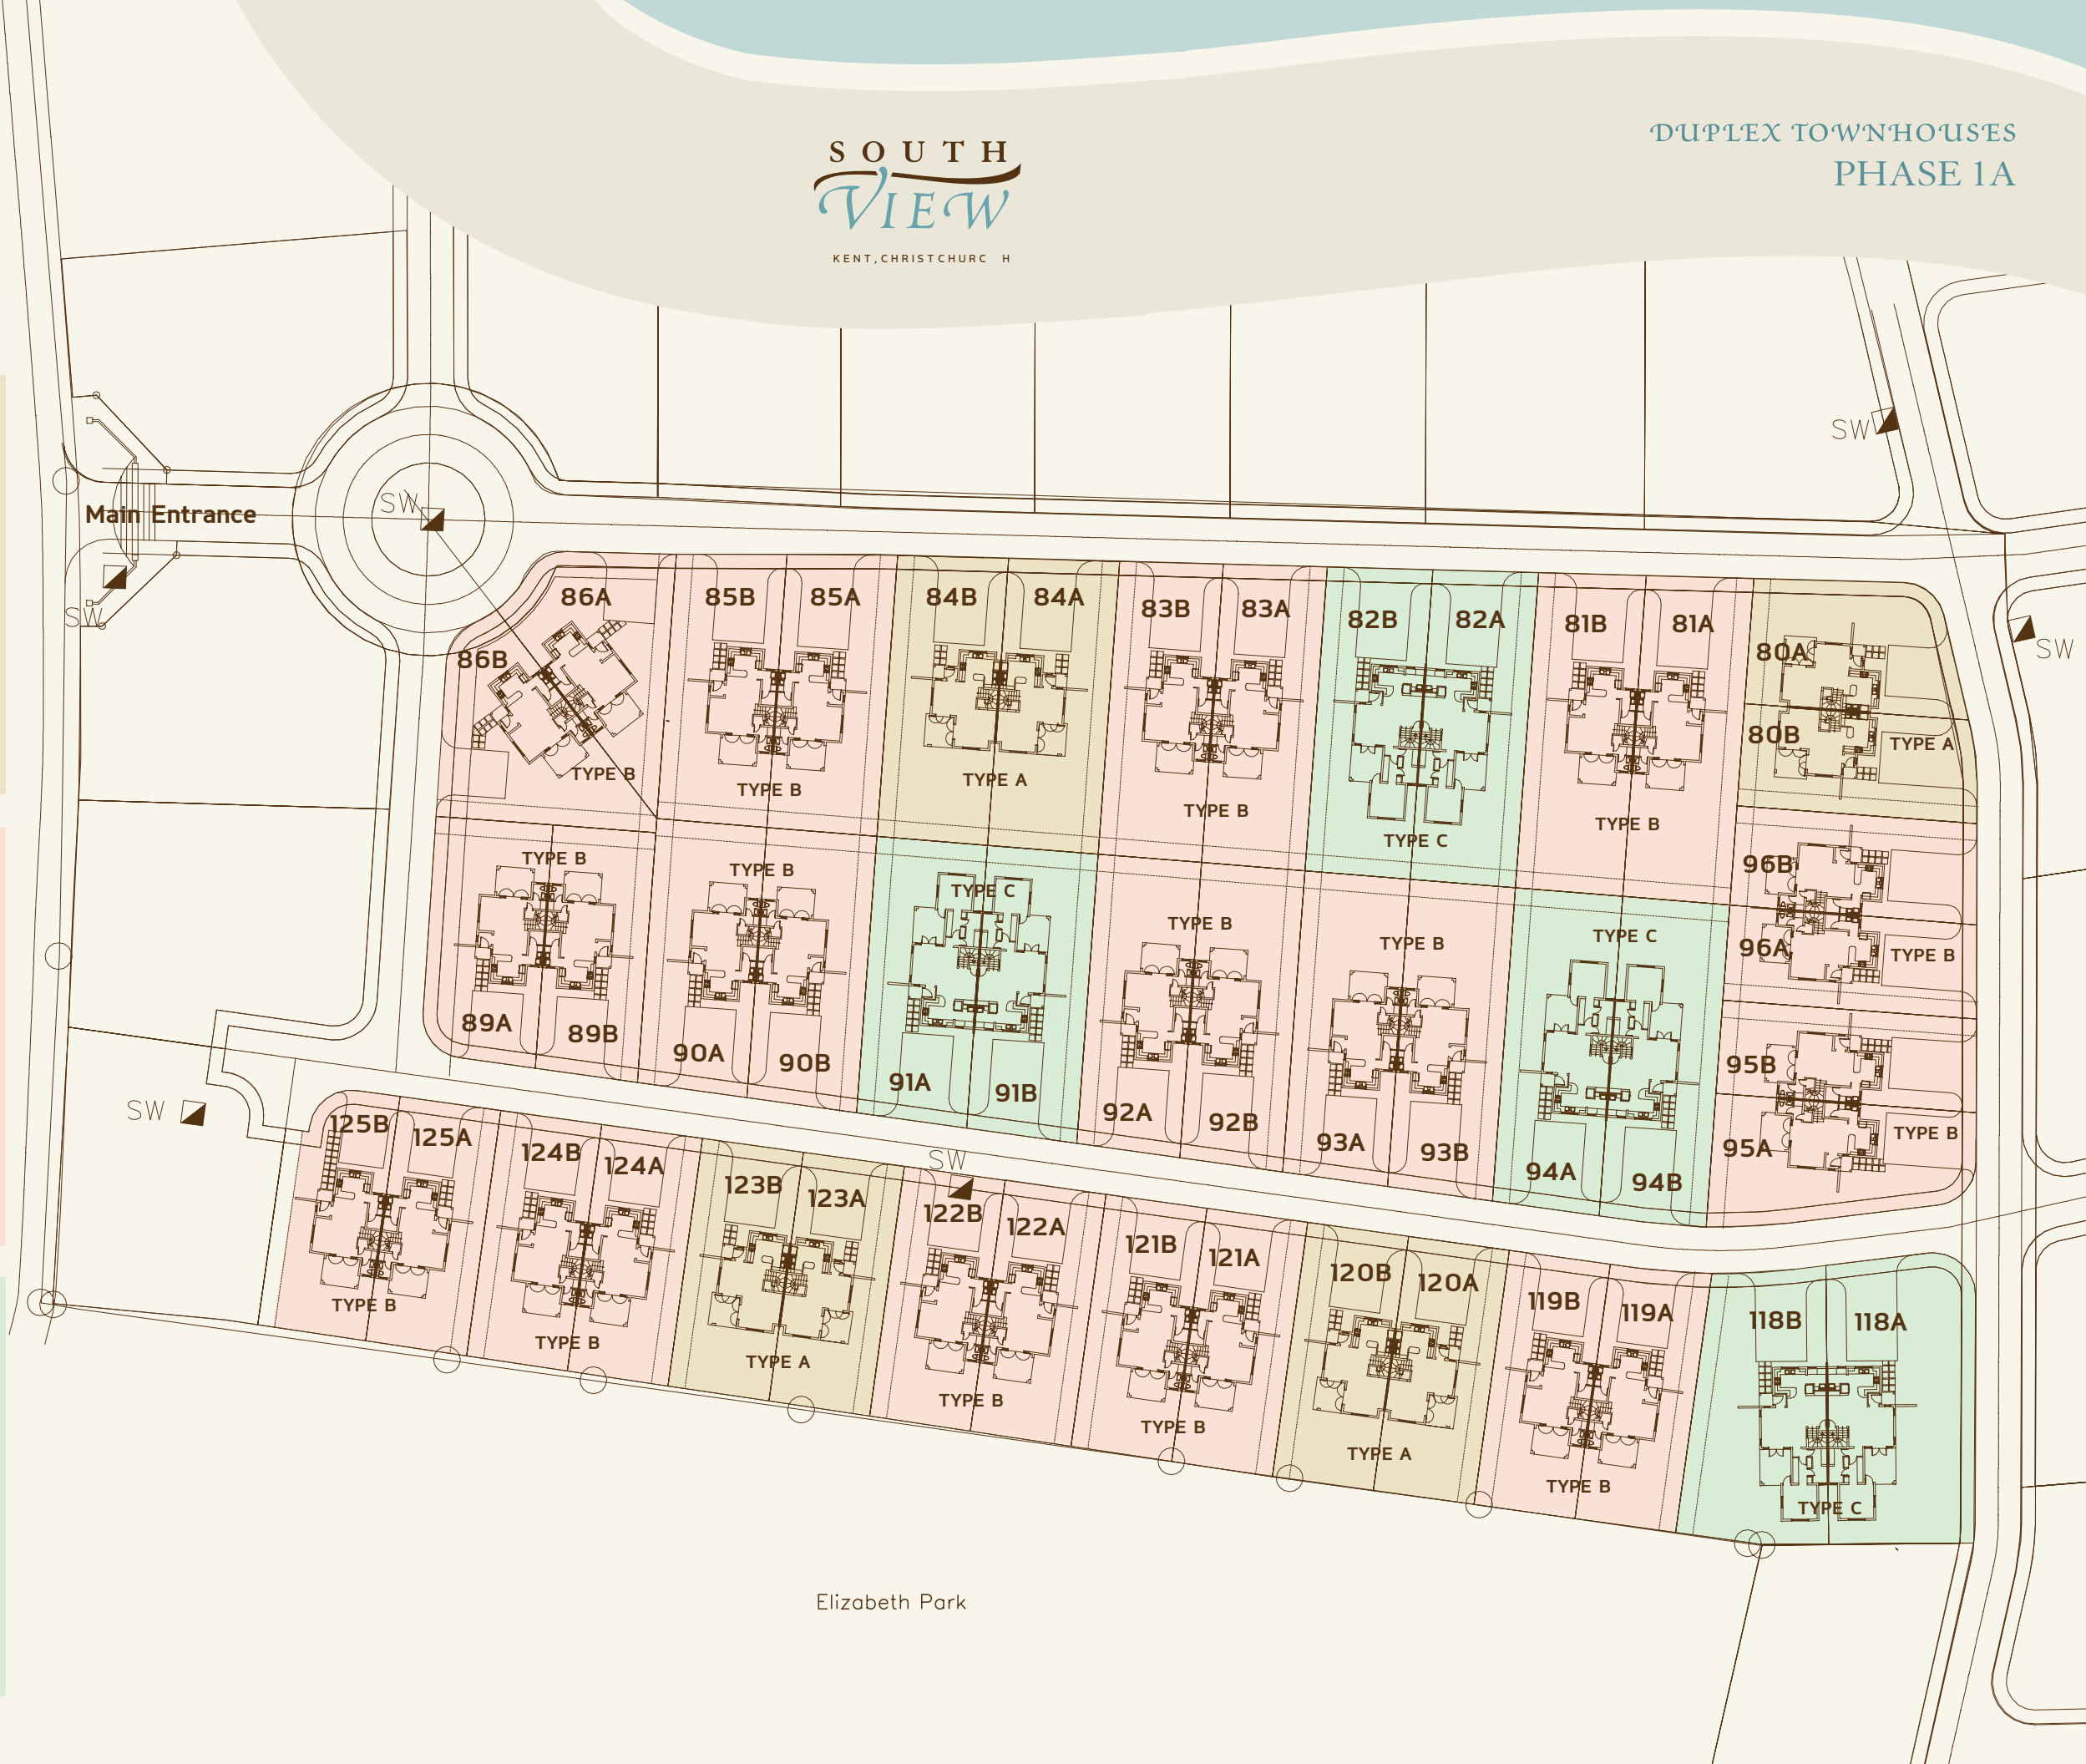 SOUTH
VIEW
KENT,CHRISTCHURC H
DUPLEX TOWNHOUSES
PHASE 1A
SW
Main Entrance
SW
SW
SW
86A
85B
85A
84B
84A
83B
83A
82B
82A
81B
81A
80A
86B
80B
TYPE A
TYPE B
TYPE B
TYPE A
TYPE B
TYPE C
TYPE B
TYPE B
TYPE B
TYPE C
TYPE B
TYPE B
TYPE C
96B
96A
TYPE B
89A
89B
90A
90B
91A
91B
92A
92B
93A
93B
94A
94B
95B
TYPE B
95A
SW
125B
125A
124B
124A
SW
123B
123A
122B
122A
121B
121A
120B
120A
119B
119A
118B
118A
TYPE B
TYPE B
TYPE A
TYPE B
TYPE B
TYPE A
TYPE B
TYPE C
Elizabeth Park